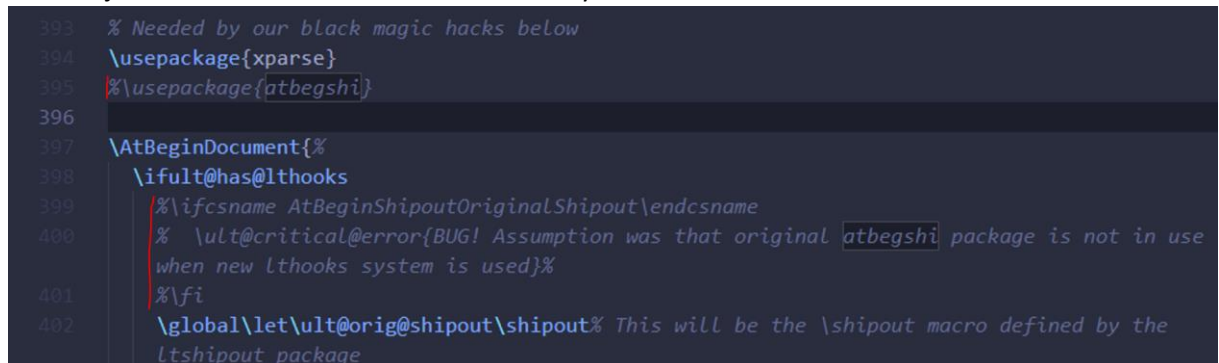 393 % Needed by our black magic hacks below
394 \usepackage{xparse}
395 %\usepackage{atbegshi}
396
397 \AtBeginDocument{%
398 \ifult@has@lthooks
399 %\ifcsname AtBeginShipoutOriginalShipout\endcsname
400 % \ult@critical@error{BUG! Assumption was that original atbegshi package is not in use
when new lthooks system is used}%
401 %\fi
402 \global\let\ult@orig@shipout\shipout% This will be the \shipout macro defined by the
ltshipout package